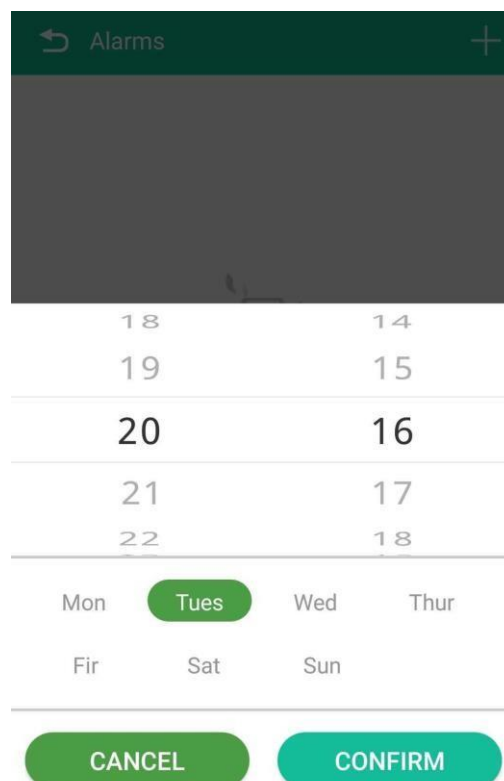 Alarms
18 14
19 15
20 16
21 17
22 18
Mon Tues Wed Thur
Fir Sat Sun
CANCEL CONFIRM